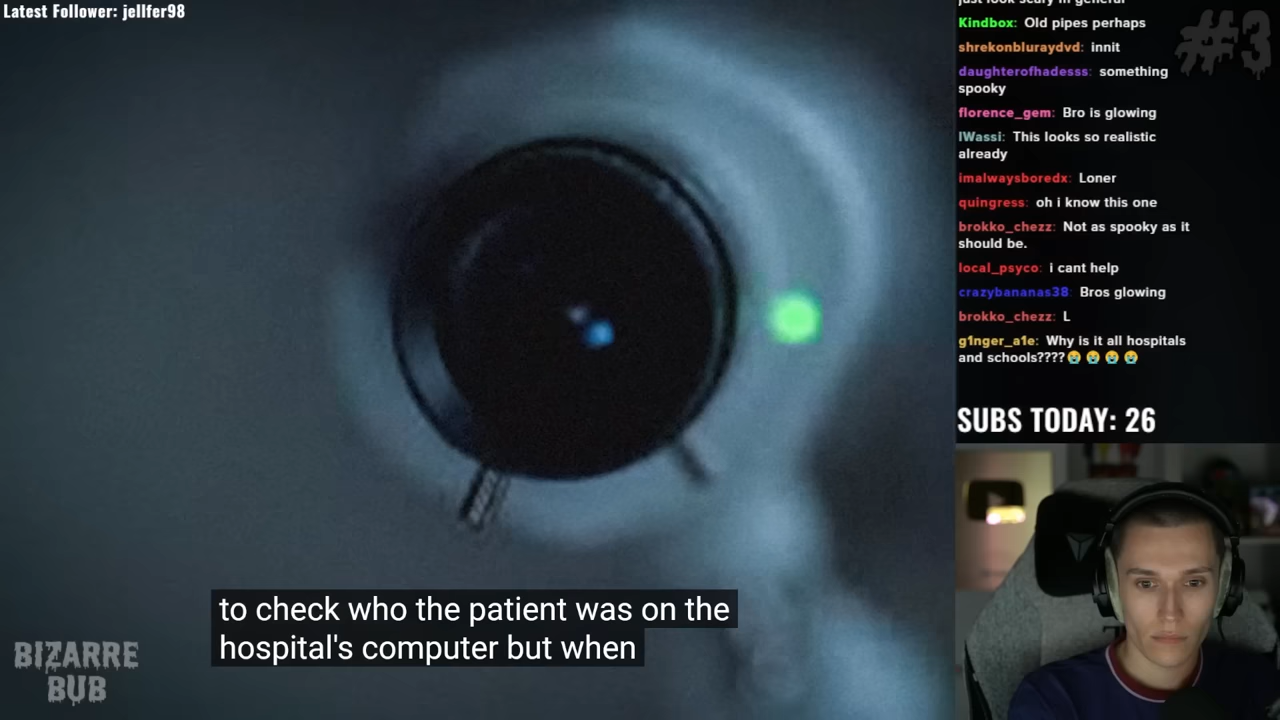 Latest Follower: jellfer98
#3
Kindbox: Old pipes perhaps
shrekonbluraydvd: innit
daughterofhadesss: something
spooky
florence_gem: Bro is glowing
IWassi: This looks so realistic
already
imalwaysboredx: Loner
quingress: oh i know this one
brokko_chezz: Not as spooky as it
should be.
local_psyco: i cant help
crazybananas38: Bros glowing
brokko_chezz: L
g1nger_a1e: Why is it all hospitals
and schools????😭 😭 😭 😭
SUBS TODAY: 26
to check who the patient was on the
hospital's computer but when
BIZARRE
BUB